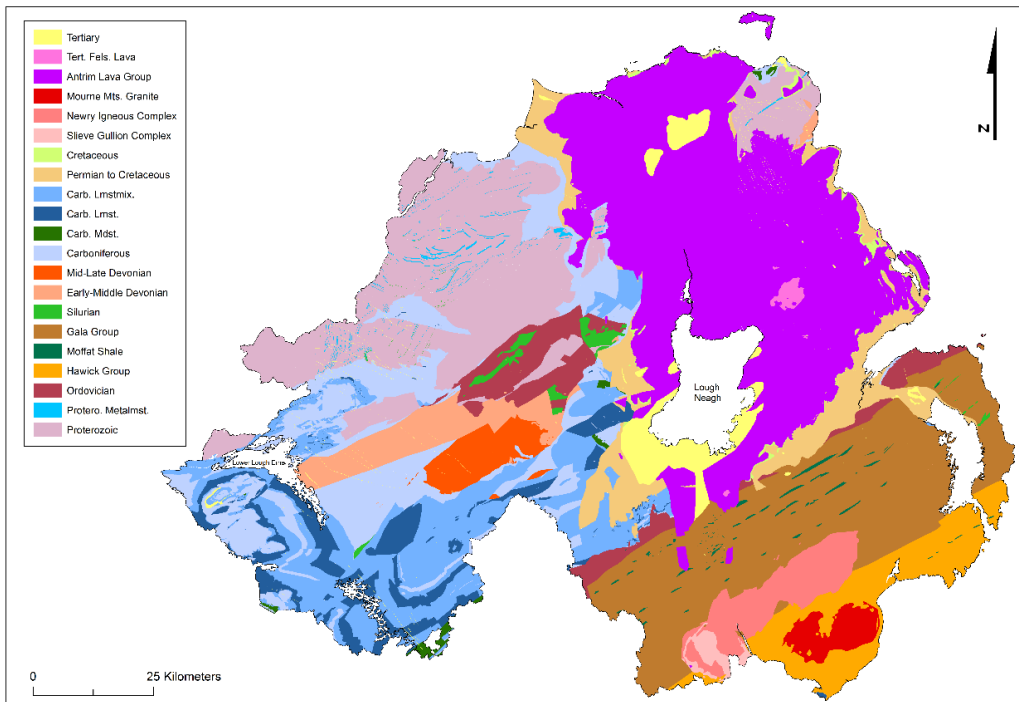 Tertiary
Tert. Fels. Lava
Antrim Lava Group
Mourne Mts. Granite
Newry Igneous Complex
Slieve Gullion Complex
Cretaceous
Permian to Cretaceous
Carb. Lmstmix.
Carb. Lmst.
Carb. Mdst.
Carboniferous
Mid-Late Devonian
Early-Middle Devonian
Silurian
Gala Group
Moffat Shale
Hawick Group
Ordovician
Protero. Metalmst.
Proterozoic
N
Lough
Neagh
Lower Lough Erne
0 25 Kilometers